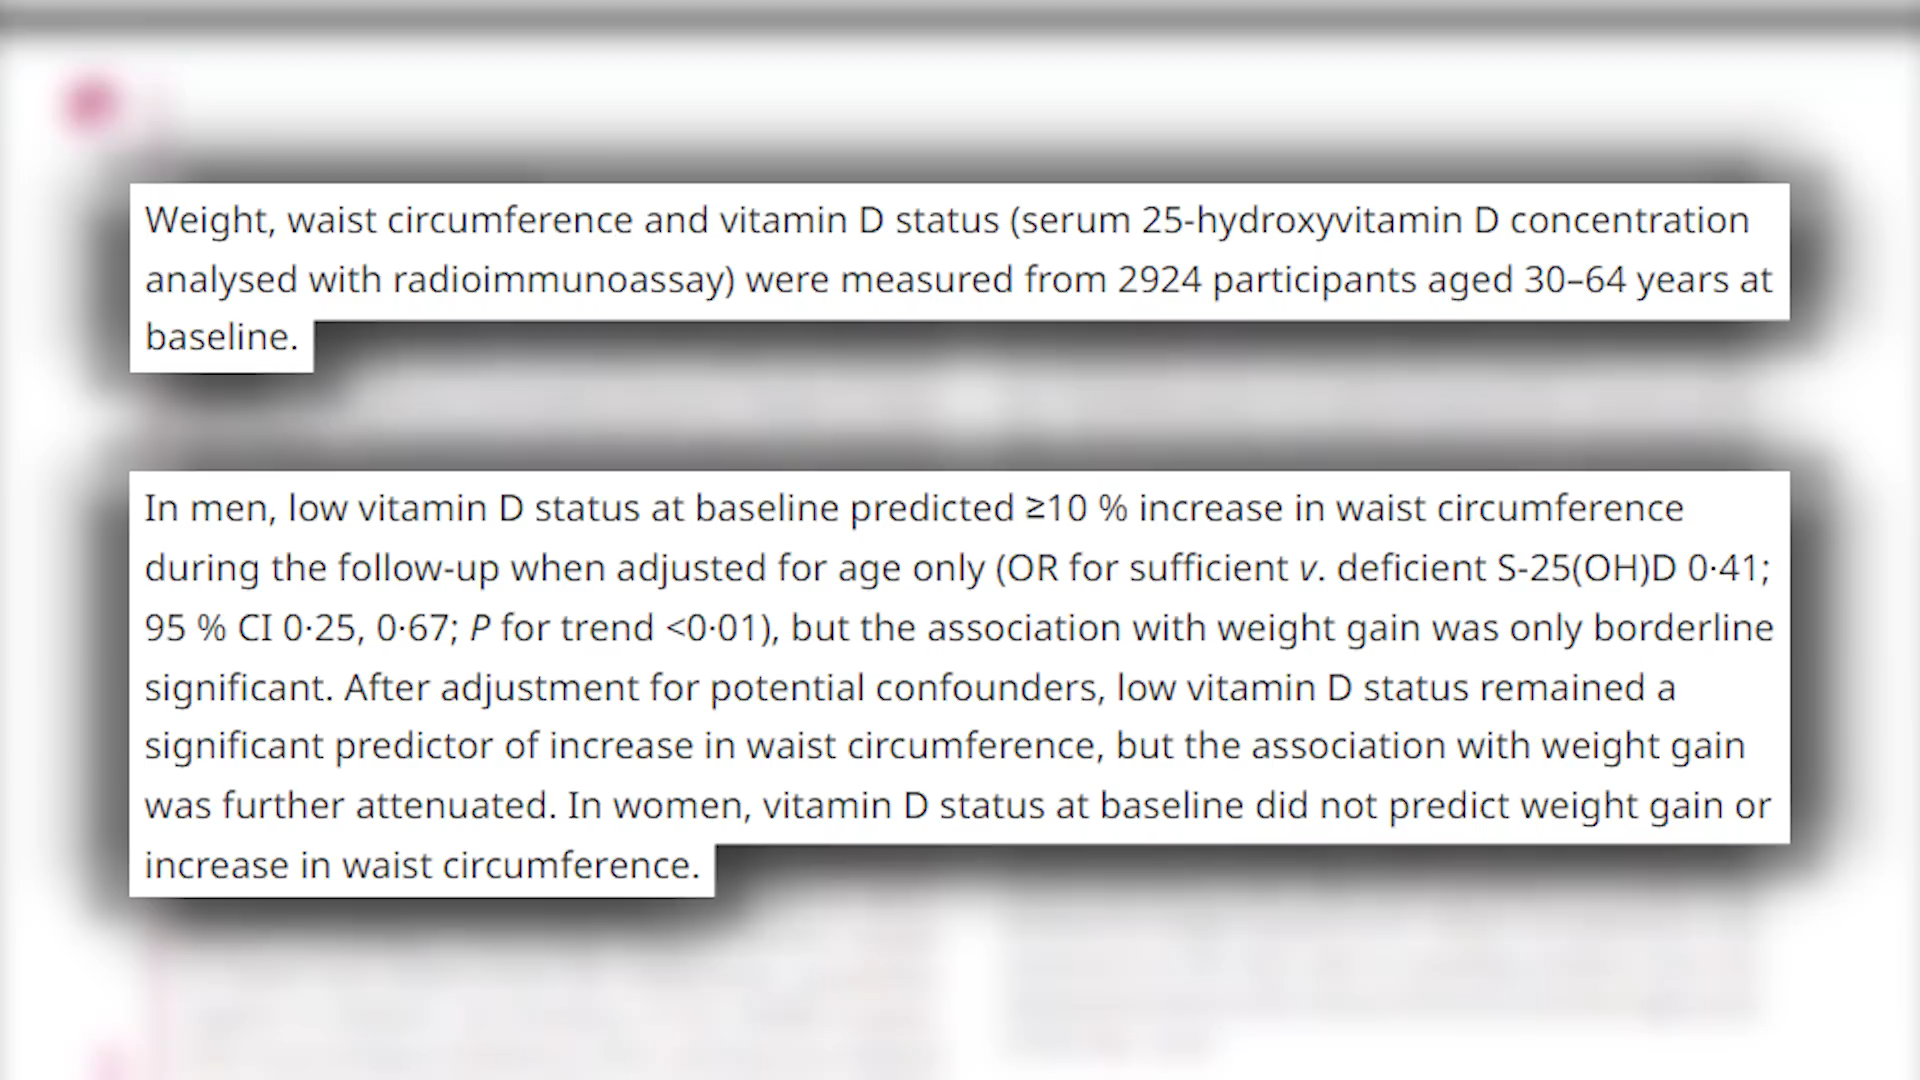 Weight, waist circumference and vitamin D status (serum 25-hydroxyvitamin D concentration
analysed with radioimmunoassay) were measured from 2924 participants aged 30–64 years at
baseline.
In men, low vitamin D status at baseline predicted ≥10 % increase in waist circumference
during the follow-up when adjusted for age only (OR for sufficient v. deficient S-25(OH)D 0·41;
95 % CI 0·25, 0·67; P for trend <0·01), but the association with weight gain was only borderline
significant. After adjustment for potential confounders, low vitamin D status remained a
significant predictor of increase in waist circumference, but the association with weight gain
was further attenuated. In women, vitamin D status at baseline did not predict weight gain or
increase in waist circumference.